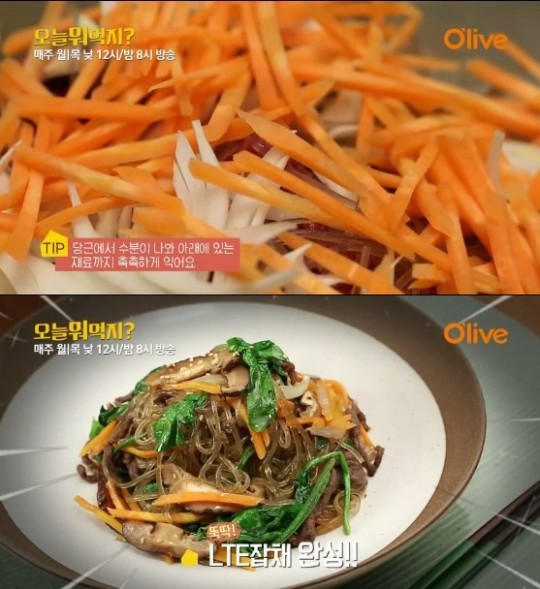 오늘뭐먹지?
매주 월|목 낮 12시/밤 8시 방송
O'live
TIP
당근에서 수분이 나와 아래에 있는
재료까지 촉촉하게 익어요
오늘뭐먹지?
매주 월|목 낮 12시/밤 8시 방송
O'live
뚝딱!
LTE잡채 완성!!